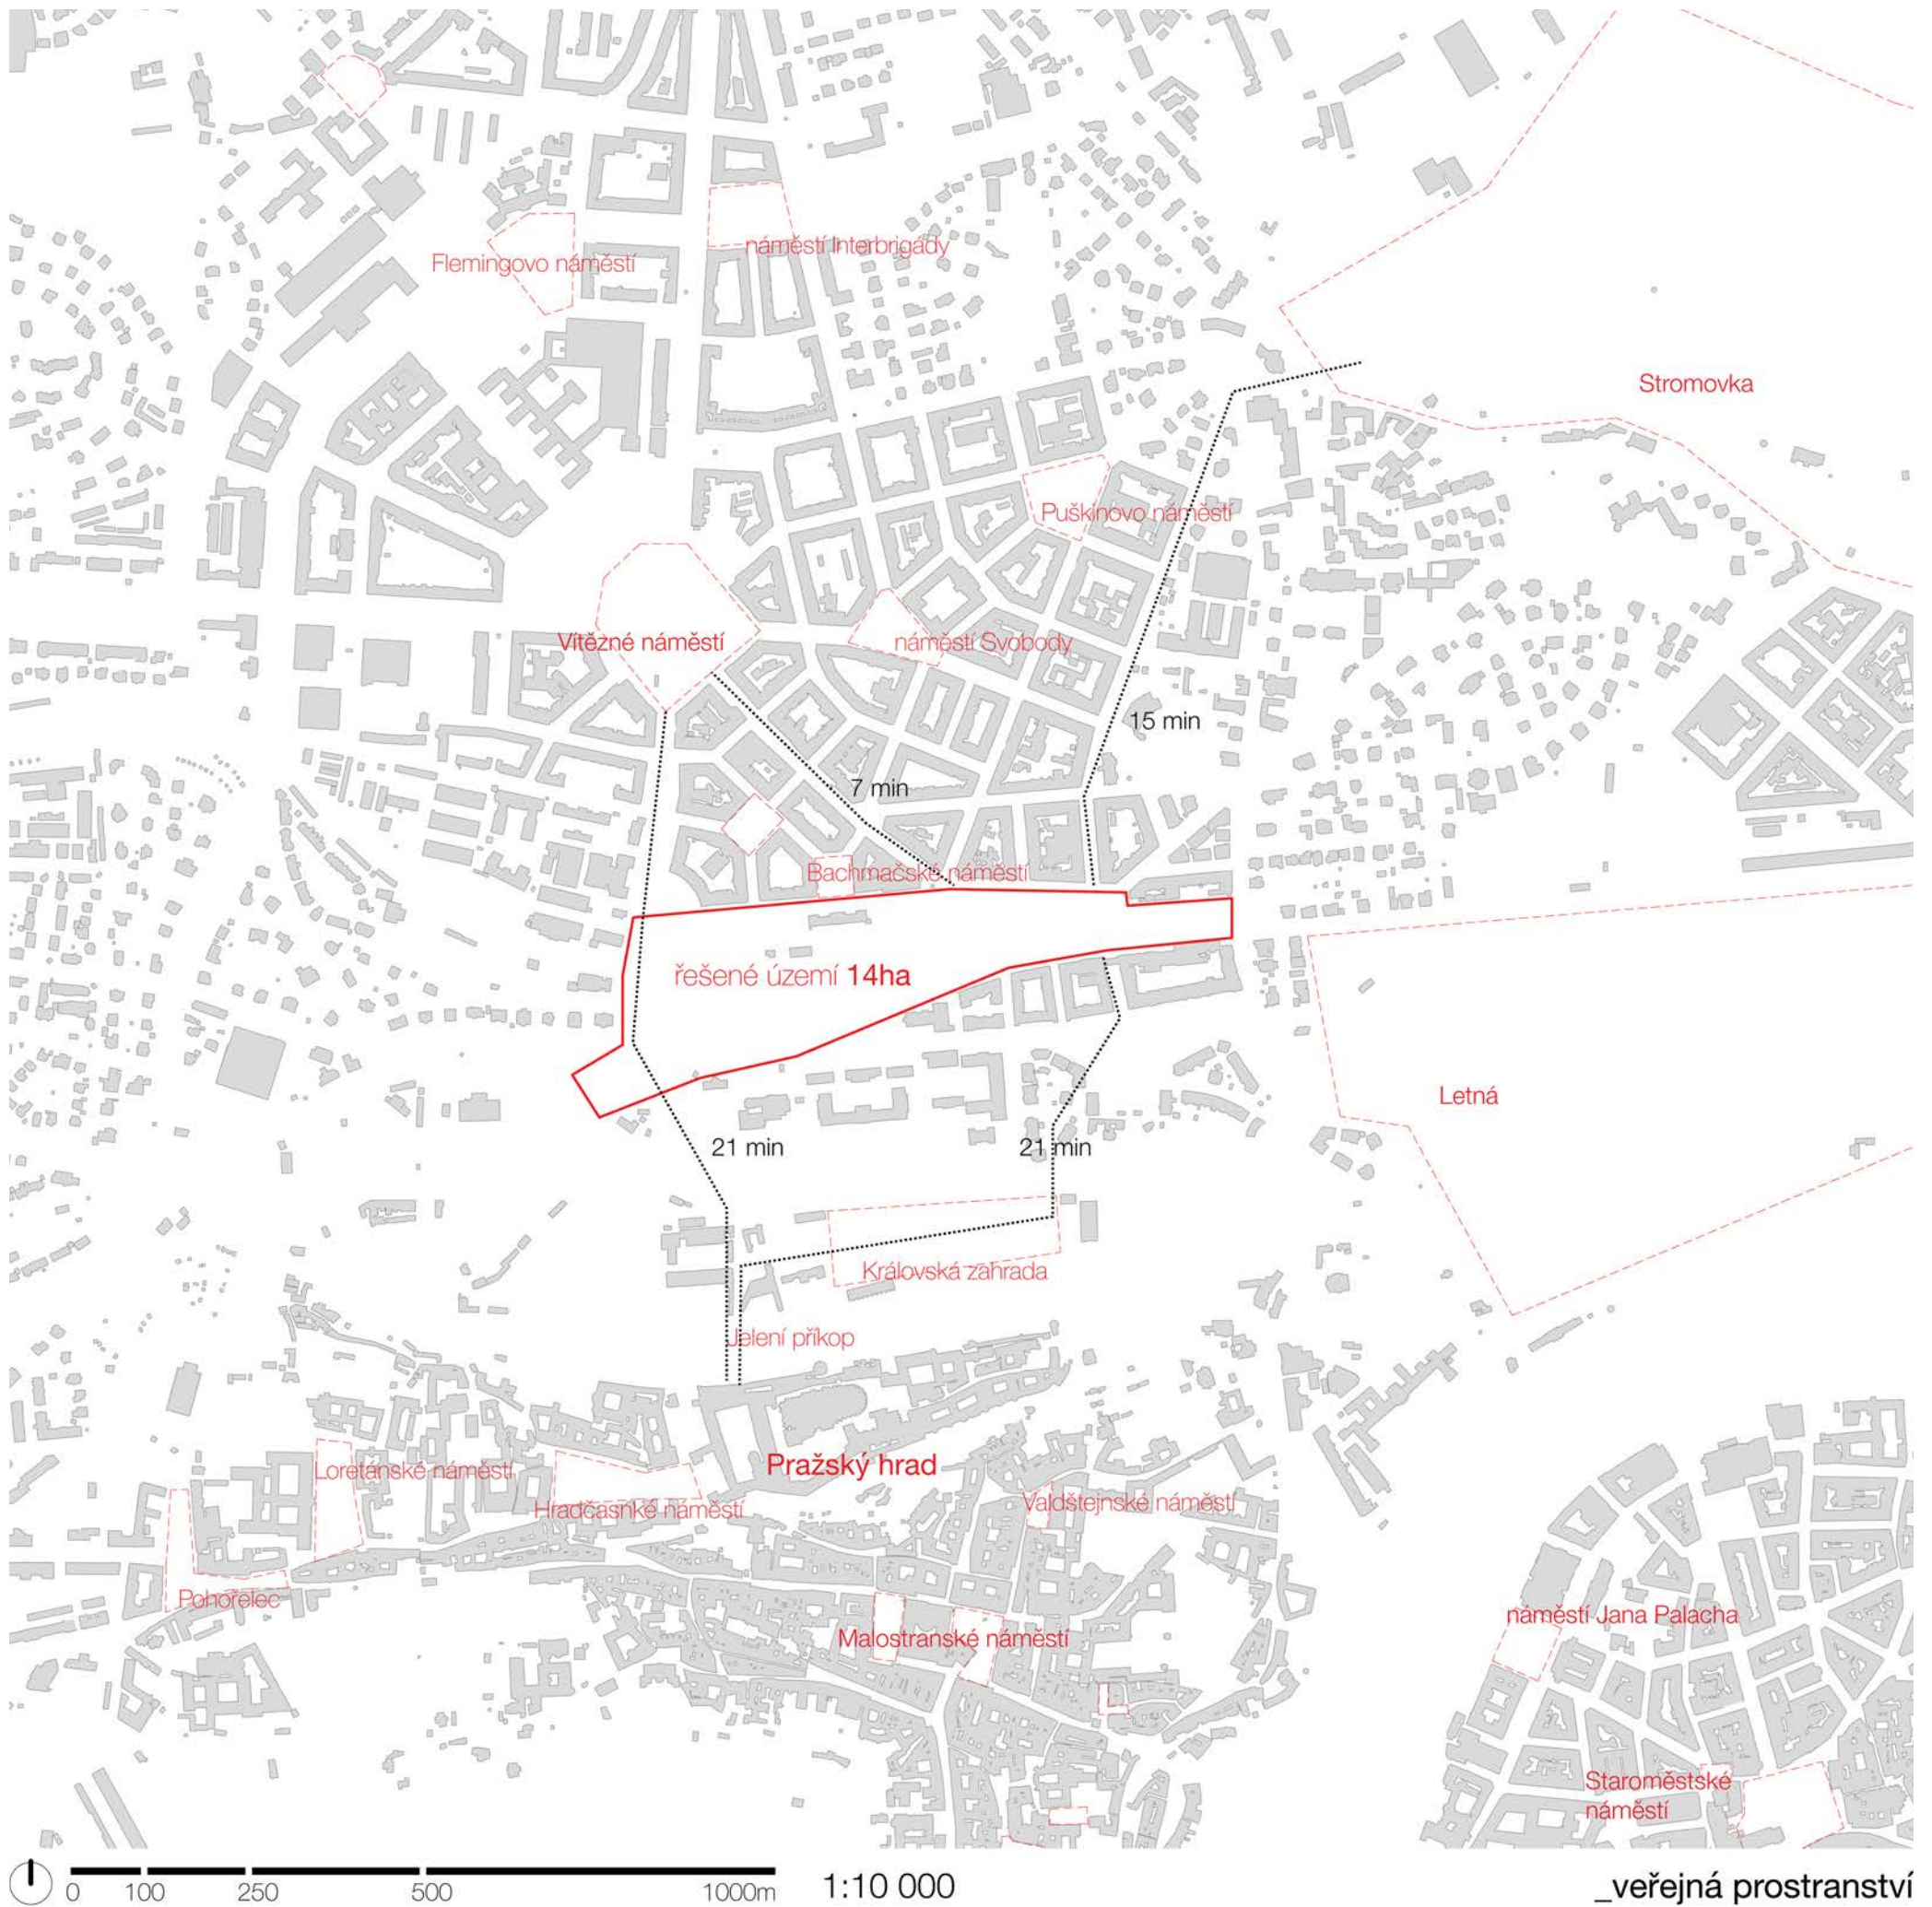 náměstí Interbrigády
Flemingovo náměstí
Stromovka
Puškinovo náměstí
Vítězné náměstí
náměstí Svobody
15 min
7 min
Bachmačské náměstí
řešené území 14ha
Letná
21 min
21 min
Královská zahrada
Jelení příkop
Pražský hrad
Loretánské náměstí
Hradčasnké náměstí
Valdštejnské náměstí
Pohořelec
náměstí Jana Palacha
Malostranské náměstí
Staroměstské
náměstí
0 100 250 500 1000m
1:10 000
_veřejná prostranství